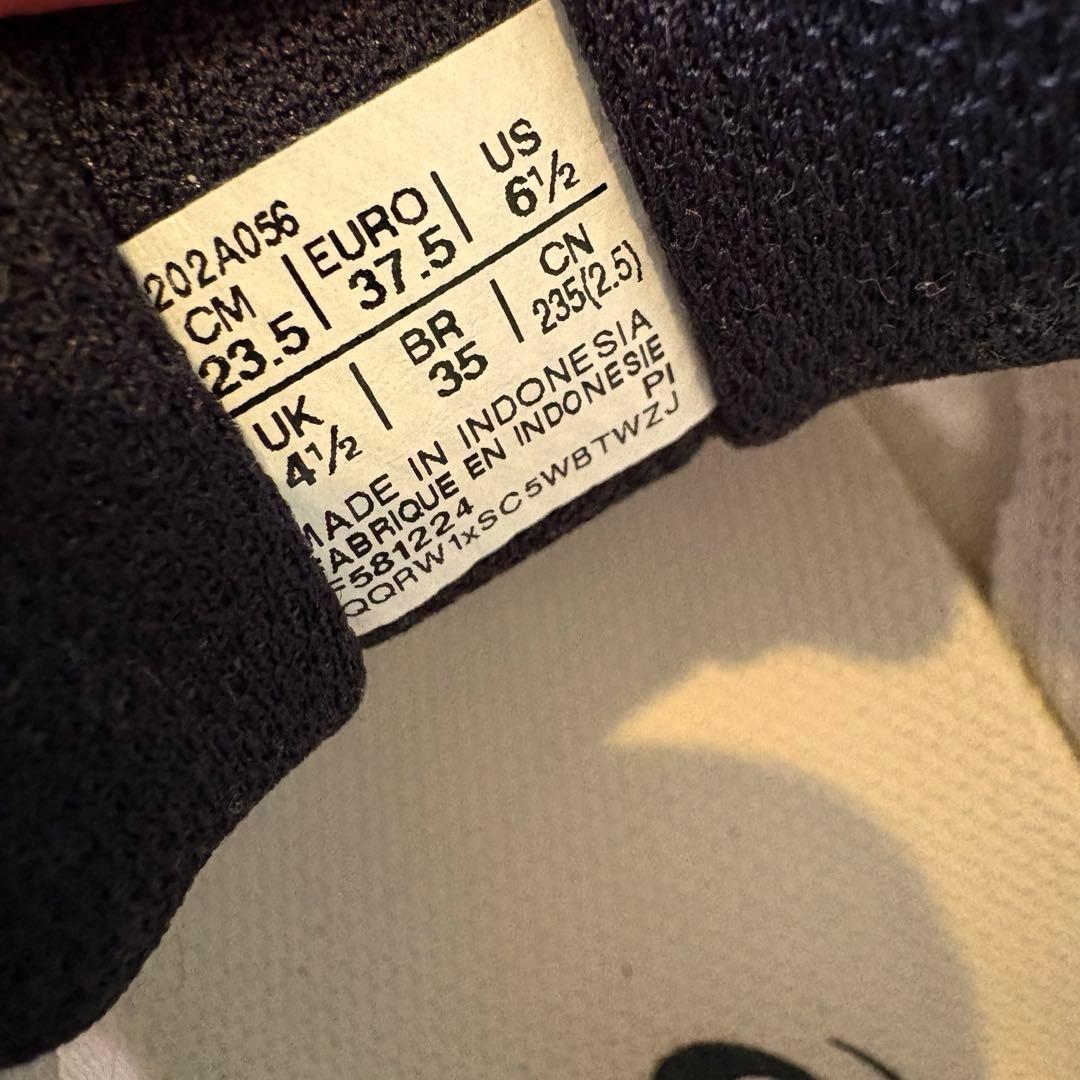 202A056
CM | EURO | US
23.5 | 37.5 | 6½
UK | BR | CN
4½ | 35 | 235(2.5)
MADE IN INDONESIA
FABRIQUE EN INDONESIE
F581224 PI
QQRW1xSC5WBTWZJ